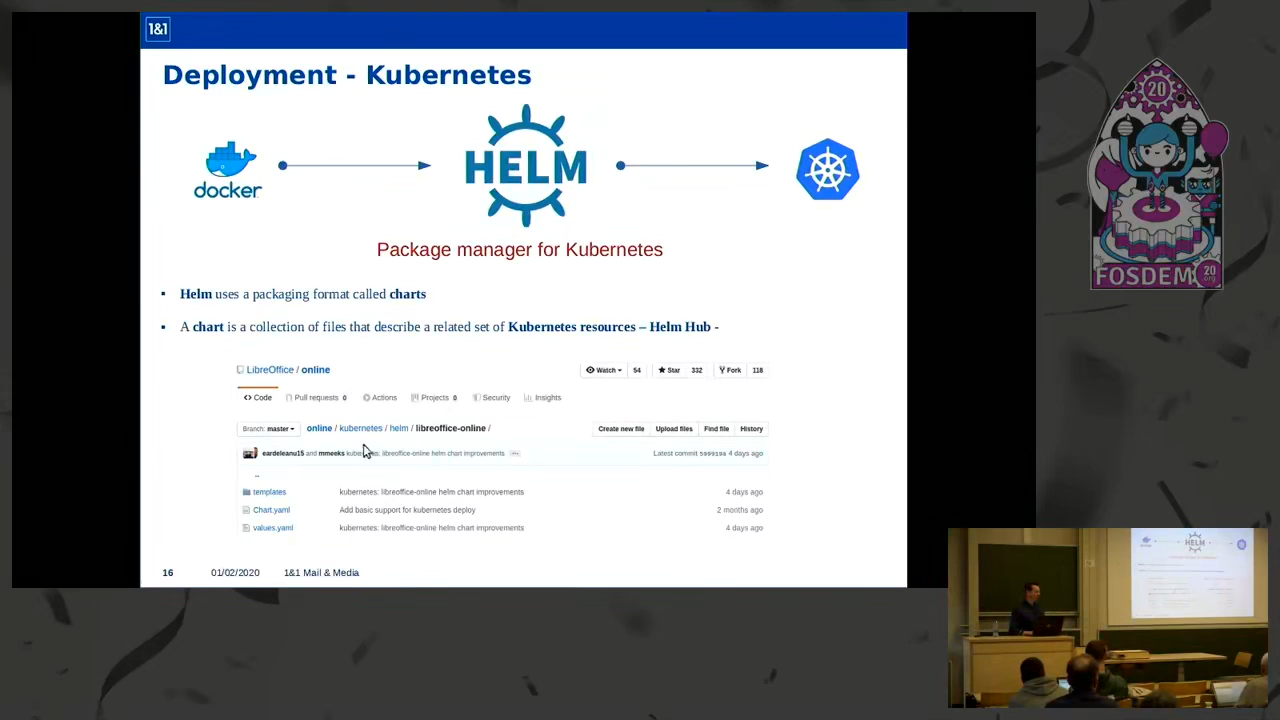 1&1
Deployment - Kubernetes
docker
HELM
Package manager for Kubernetes
Helm uses a packaging format called charts
A chart is a collection of files that describe a related set of Kubernetes resources – Helm Hub -
LibreOffice / online
Watch 54 Star 332 Fork 118
Code Pull requests 0 Actions Projects 0 Security Insights
Branch: master online / kubernetes / helm / libreoffice-online /
Create new file Upload files Find file History
eardeleanu15 and mmeeks libreoffice-online helm chart improvements Latest commit 4 days ago
..
templates kubernetes: libreoffice-online helm chart improvements 4 days ago
Chart.yaml Add basic support for kubernetes deploy 2 months ago
values.yaml kubernetes: libreoffice-online helm chart improvements 4 days ago
16 01/02/2020 1&1 Mail & Media
20
FOSDEM 20
.org
HELM